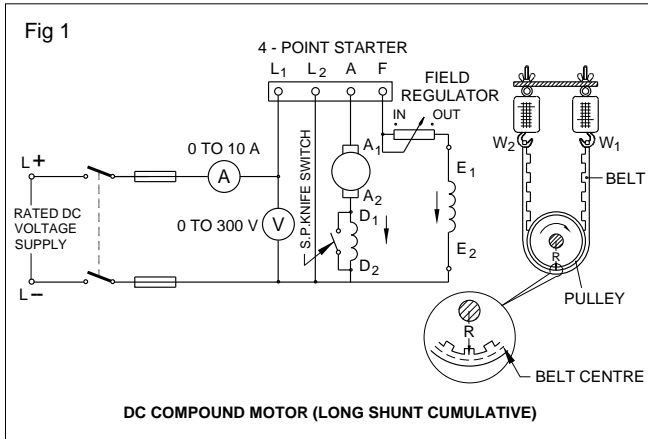 Fig 1
4 - POINT STARTER
L1 L2 A F
FIELD
REGULATOR
IN OUT
0 TO 10 A
A
L+
RATED DC
VOLTAGE
SUPPLY
L–
0 TO 300 V
V
S.P.KNIFE SWITCH
A1
A2
D1
D2
E1
E2
W2
W1
BELT
R
PULLEY
R
BELT CENTRE
DC COMPOUND MOTOR (LONG SHUNT CUMULATIVE)